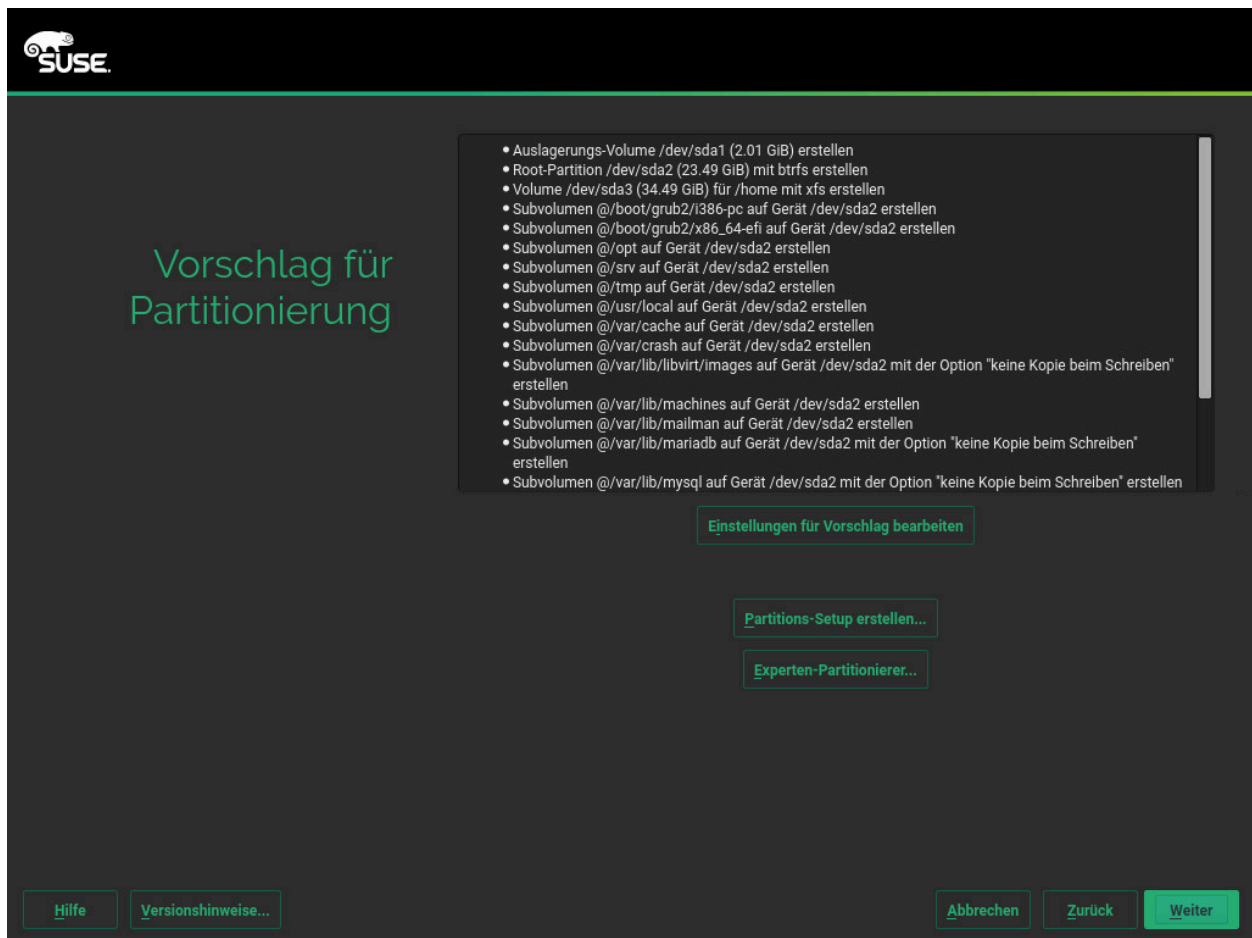 SUSE.
Vorschlag für
Partitionierung
• Auslagerungs-Volume /dev/sda1 (2.01 GiB) erstellen
• Root-Partition /dev/sda2 (23.49 GiB) mit btrfs erstellen
• Volume /dev/sda3 (34.49 GiB) für /home mit xfs erstellen
• Subvolumen @/boot/grub2/i386-pc auf Gerät /dev/sda2 erstellen
• Subvolumen @/boot/grub2/x86_64-efi auf Gerät /dev/sda2 erstellen
• Subvolumen @/opt auf Gerät /dev/sda2 erstellen
• Subvolumen @/srv auf Gerät /dev/sda2 erstellen
• Subvolumen @/tmp auf Gerät /dev/sda2 erstellen
• Subvolumen @/usr/local auf Gerät /dev/sda2 erstellen
• Subvolumen @/var/cache auf Gerät /dev/sda2 erstellen
• Subvolumen @/var/crash auf Gerät /dev/sda2 erstellen
• Subvolumen @/var/lib/libvirt/images auf Gerät /dev/sda2 mit der Option "keine Kopie beim Schreiben"
erstellen
• Subvolumen @/var/lib/machines auf Gerät /dev/sda2 erstellen
• Subvolumen @/var/lib/mailman auf Gerät /dev/sda2 erstellen
• Subvolumen @/var/lib/mariadb auf Gerät /dev/sda2 mit der Option "keine Kopie beim Schreiben"
erstellen
• Subvolumen @/var/lib/mysql auf Gerät /dev/sda2 mit der Option "keine Kopie beim Schreiben" erstellen
Einstellungen für Vorschlag bearbeiten
Partitions-Setup erstellen...
Experten-Partitionierer...
Hilfe
Versionshinweise...
Abbrechen
Zurück
Weiter